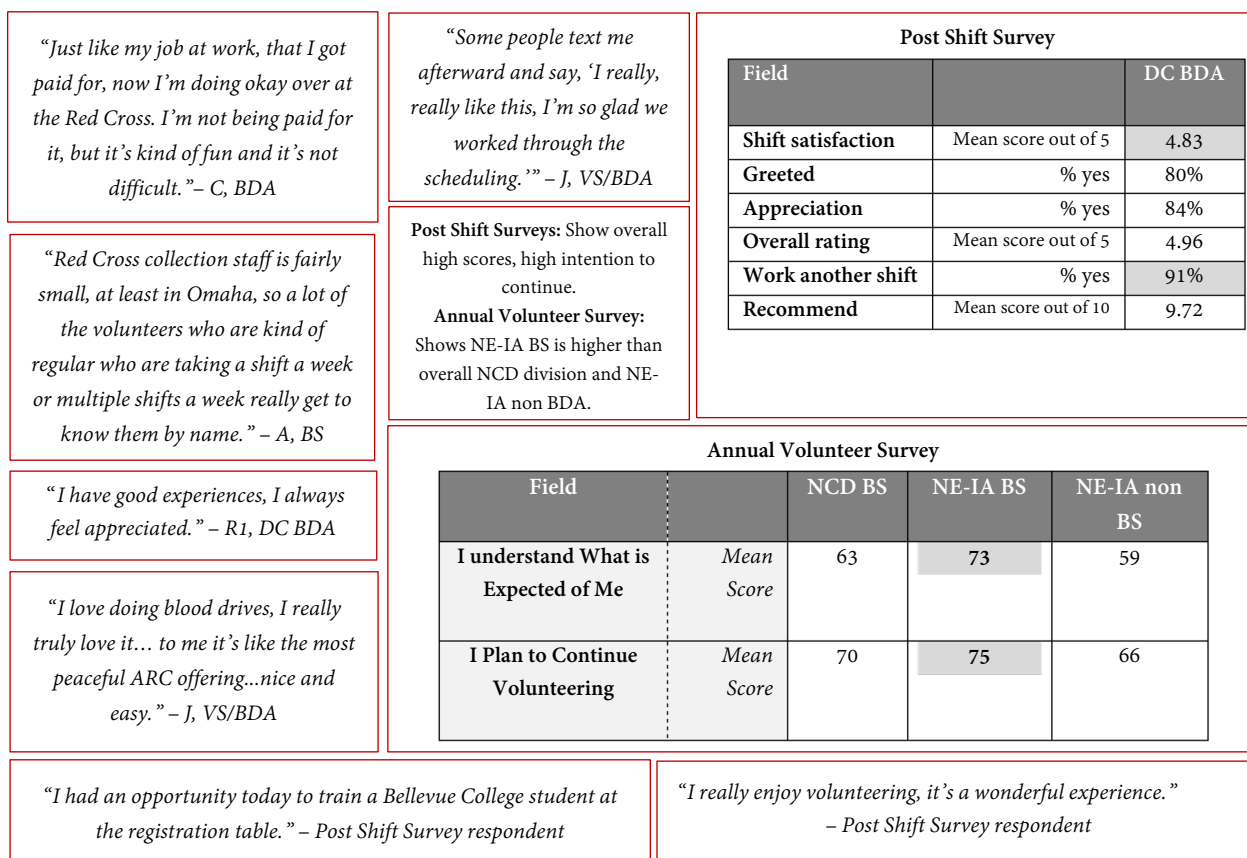 “Just like my job at work, that I got
paid for, now I’m doing okay over at
the Red Cross. I’m not being paid for
it, but it’s kind of fun and it’s not
difficult.”– C, BDA
“Red Cross collection staff is fairly
small, at least in Omaha, so a lot of
the volunteers who are kind of
regular who are taking a shift a week
or multiple shifts a week really get to
know them by name.” – A, BS
“I have good experiences, I always
feel appreciated.” – R1, DC BDA
“I love doing blood drives, I really
truly love it… to me it’s like the most
peaceful ARC offering...nice and
easy.” – J, VS/BDA
“Some people text me
afterward and say, ‘I really,
really like this, I’m so glad we
worked through the
scheduling.’” – J, VS/BDA
Post Shift Surveys: Show overall
high scores, high intention to
continue.
Annual Volunteer Survey:
Shows NE-IA BS is higher than
overall NCD division and NE-
IA non BDA.
Post Shift Survey
Field DC BDA
Shift satisfaction Mean score out of 5 4.83
Greeted % yes 80%
Appreciation % yes 84%
Overall rating Mean score out of 5 4.96
Work another shift % yes 91%
Recommend Mean score out of 10 9.72
Annual Volunteer Survey
Field NCD BS NE-IA BS NE-IA non
BS
I understand What is Mean 63 73 59
Expected of Me Score
I Plan to Continue Mean 70 75 66
Volunteering Score
“I had an opportunity today to train a Bellevue College student at
the registration table.” – Post Shift Survey respondent
“I really enjoy volunteering, it’s a wonderful experience.”
– Post Shift Survey respondent